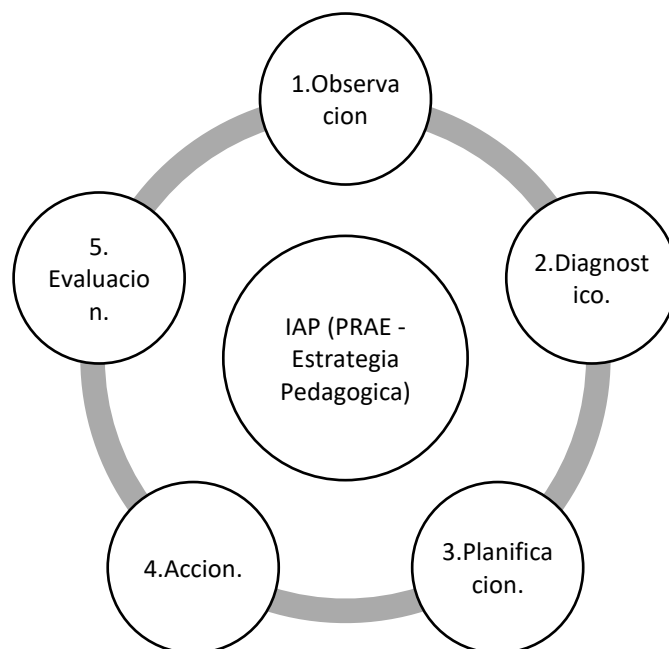 1.Observa
cion
2.Diagnost
ico.
3.Planifica
cion.
4.Accion.
5.
Evaluacio
n.
IAP (PRAE -
Estrategia
Pedagogica)